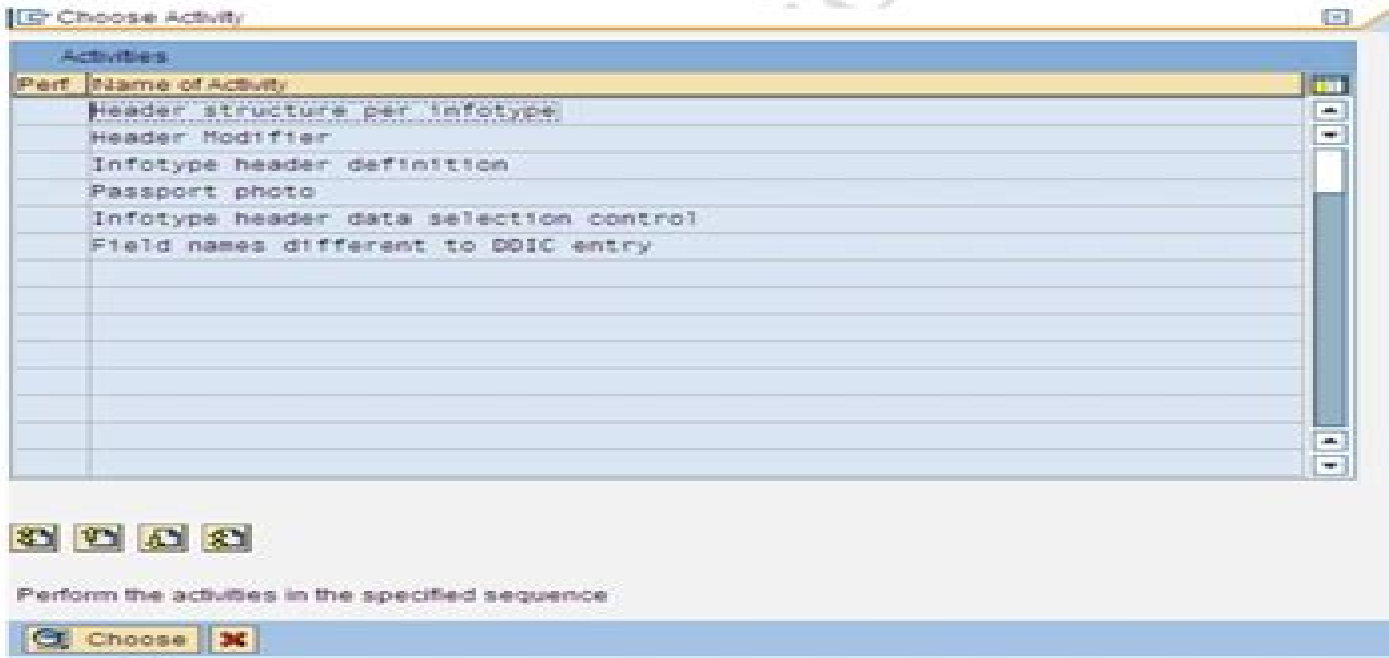 Choose Activity
Activities
Perf. Name of Activity
Header structure per infotype
Header Modifier
Infotype header definition
Passport photo
Infotype header data selection control
Field names different to DDIC entry
Perform the activities in the specified sequence
Choose